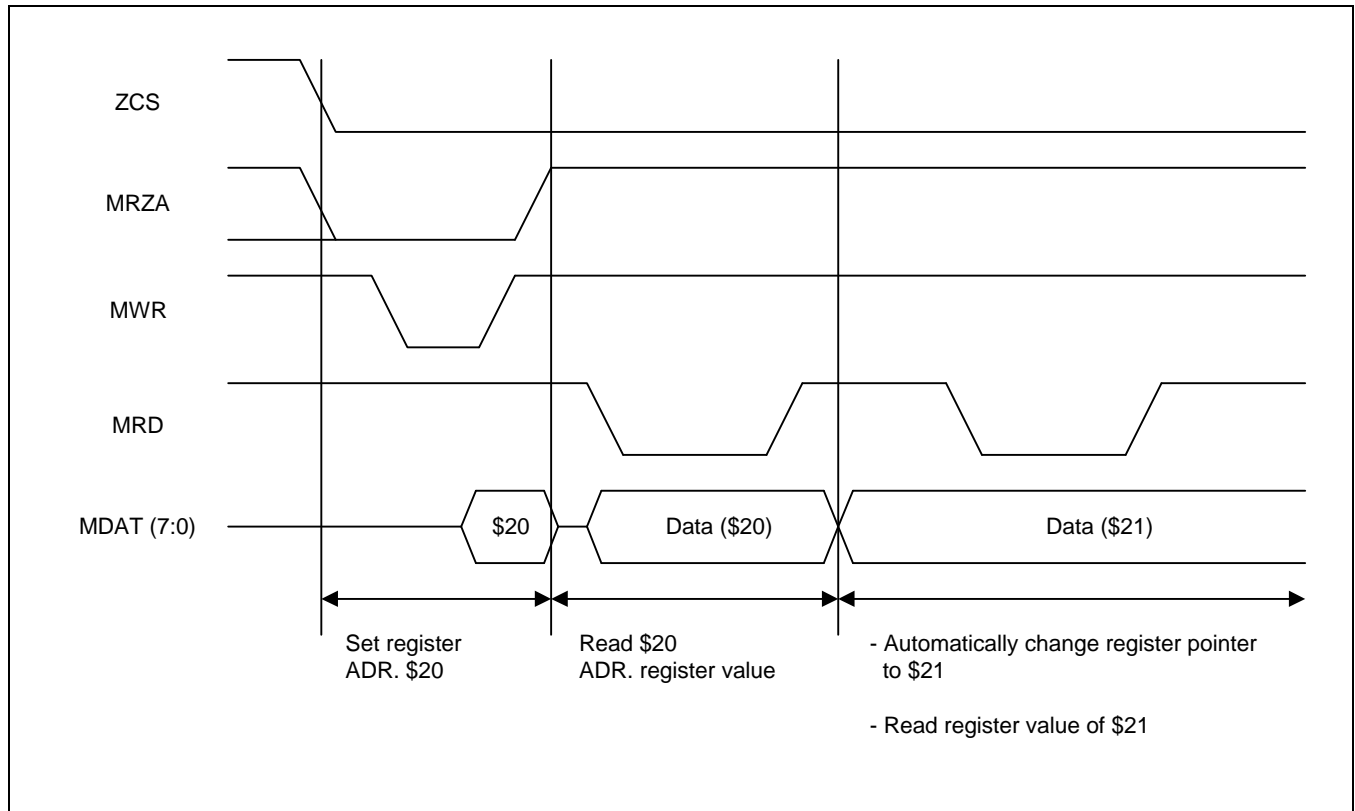 ZCS
MRZA
MWR
MRD
MDAT (7:0)
$20
Data ($20)
Data ($21)
Set register
ADR. $20
Read $20
ADR. register value
- Automatically change register pointer
to $21
- Read register value of $21